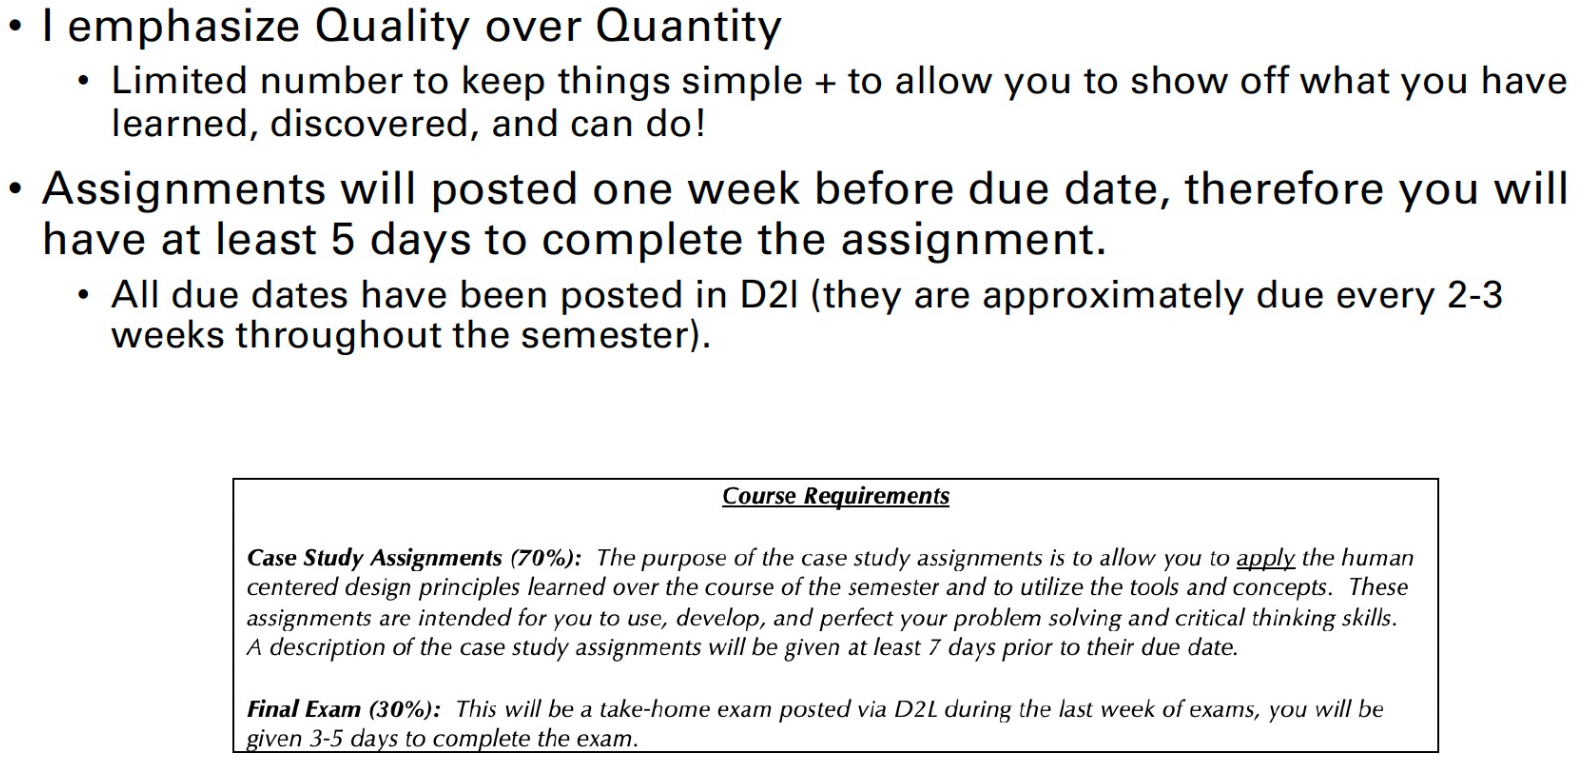 • I emphasize Quality over Quantity
• Limited number to keep things simple + to allow you to show off what you have
learned, discovered, and can do!
• Assignments will posted one week before due date, therefore you will
have at least 5 days to complete the assignment.
• All due dates have been posted in D2l (they are approximately due every 2-3
weeks throughout the semester).
Course Requirements
Case Study Assignments (70%): The purpose of the case study assignments is to allow you to apply the human
centered design principles learned over the course of the semester and to utilize the tools and concepts. These
assignments are intended for you to use, develop, and perfect your problem solving and critical thinking skills.
A description of the case study assignments will be given at least 7 days prior to their due date.
Final Exam (30%): This will be a take-home exam posted via D2L during the last week of exams, you will be
given 3-5 days to complete the exam.